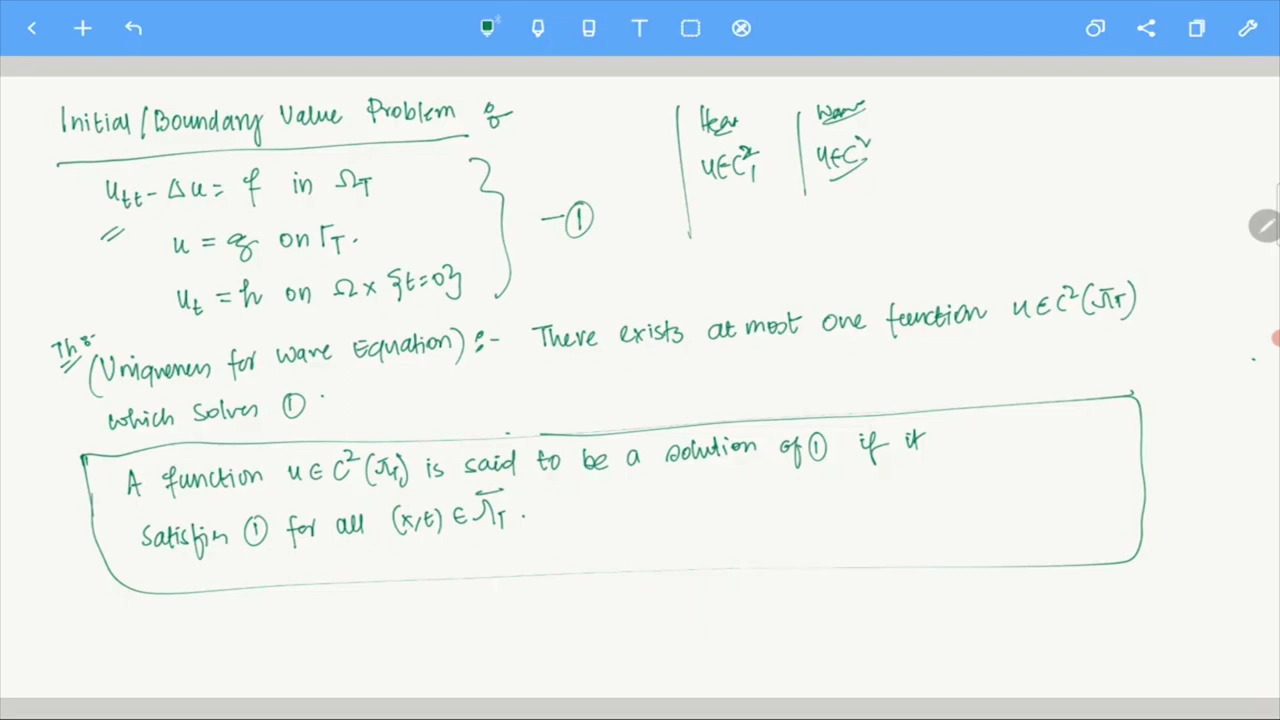 Initial/Boundary Value Problem :-
Heat
Wave
u∈C²₁
u∈C²
u_tt - Δu = f in Ω_T
u = g on Γ_T.
u_t = h on Ω × {t=0}
—①
Th :-
(Uniqueness for Wave Equation) :- There exists at most one function u∈C²(Ω̅_T)
which solves ①.
A function u∈C²(Ω̅_T) is said to be a solution of ① if it
satisfies ① for all (x,t) ∈ Ω̅_T.